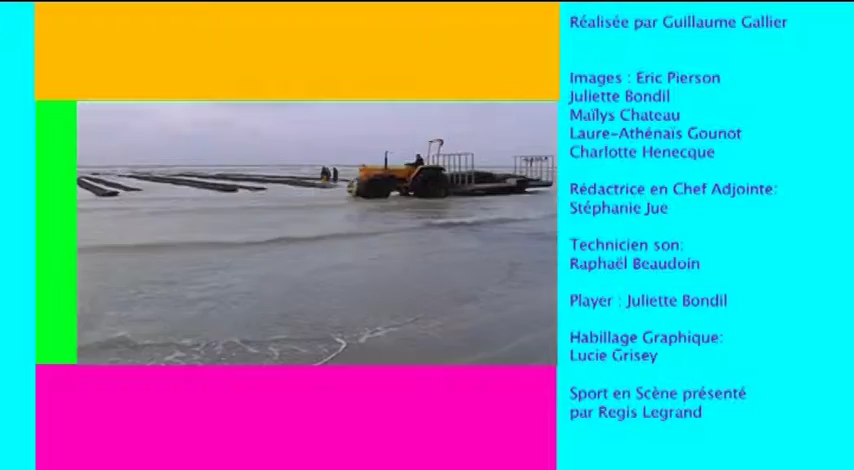 Réalisée par Guillaume Gallier
Images : Eric Pierson
Juliette Bondil
Maïlys Chateau
Laure-Athénaïs Gounot
Charlotte Henecque
Rédactrice en Chef Adjointe:
Stéphanie Jue
Technicien son:
Raphaël Beaudoin
Player : Juliette Bondil
Habillage Graphique:
Lucie Grisey
Sport en Scène présenté
par Regis Legrand